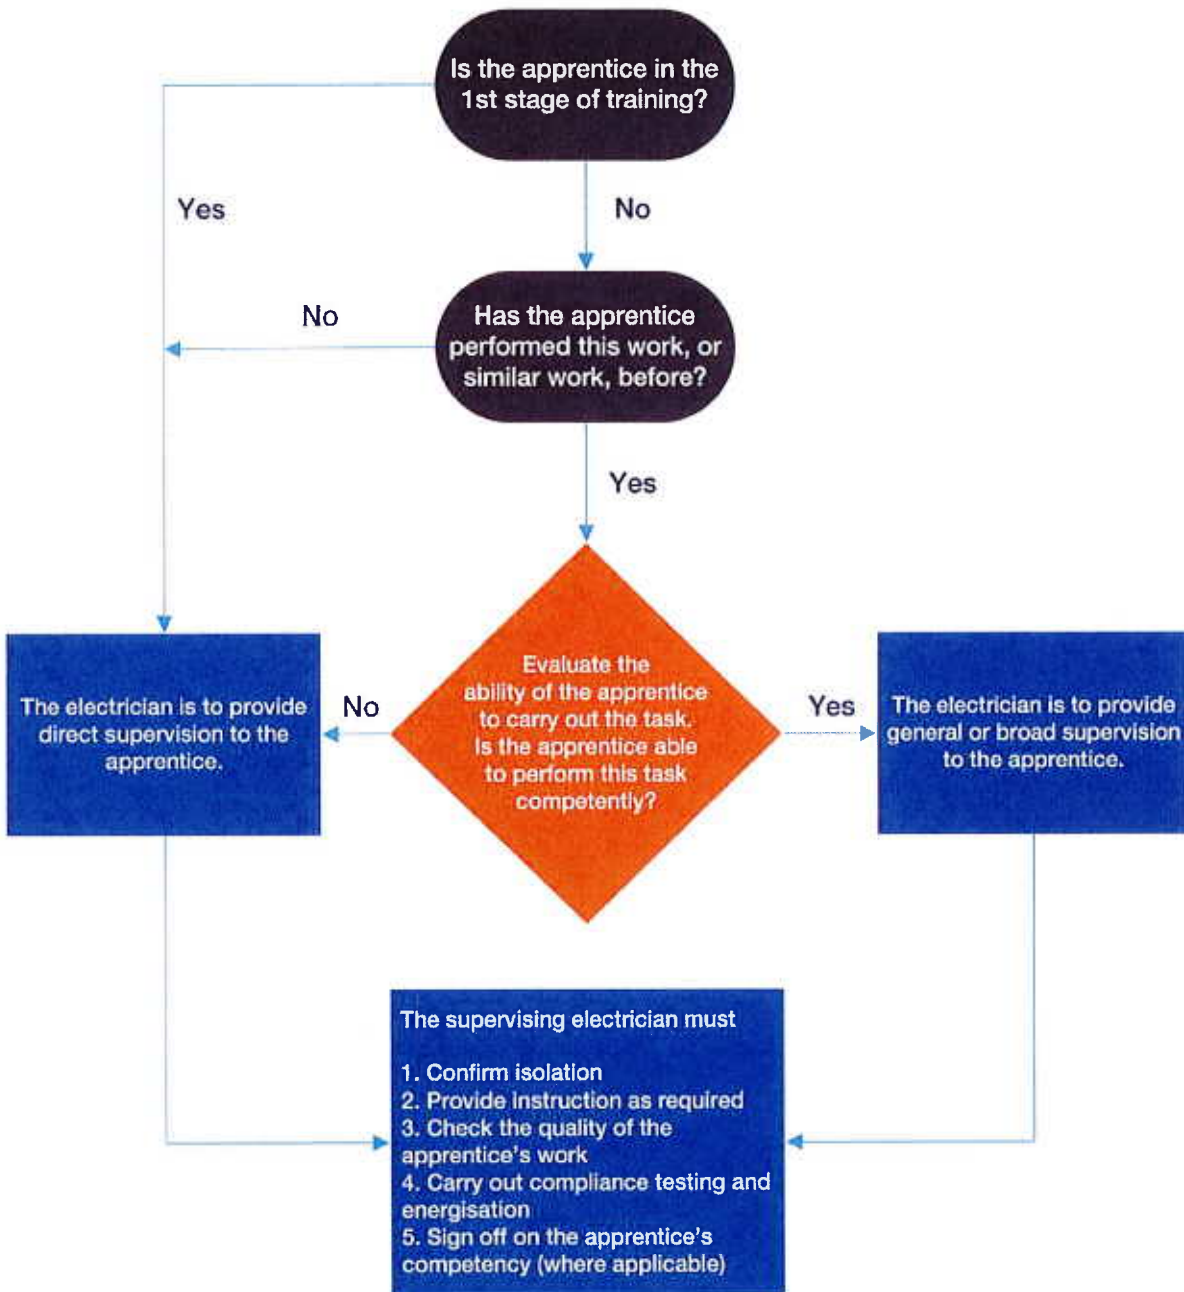 Is the apprentice in the
1st stage of training?
Yes
No
No
Has the apprentice
performed this work, or
similar work, before?
Yes
The electrician is to provide
direct supervision to the
apprentice.
No
Evaluate the
ability of the apprentice
to carry out the task.
Is the apprentice able
to perform this task
competently?
Yes
The electrician is to provide
general or broad supervision
to the apprentice.
The supervising electrician must
1. Confirm isolation
2. Provide instruction as required
3. Check the quality of the
apprentice's work
4. Carry out compliance testing and
energisation
5. Sign off on the apprentice's
competency (where applicable)